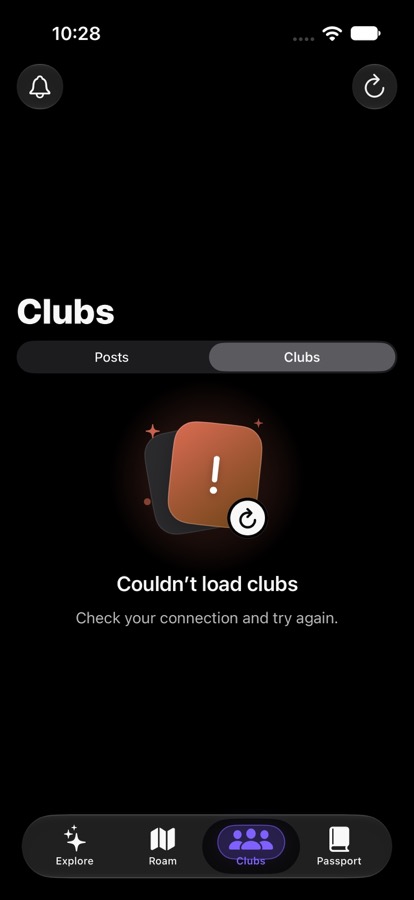 10:28
Clubs
Posts
Clubs
Couldn’t load clubs
Check your connection and try again.
Explore
Roam
Clubs
Passport